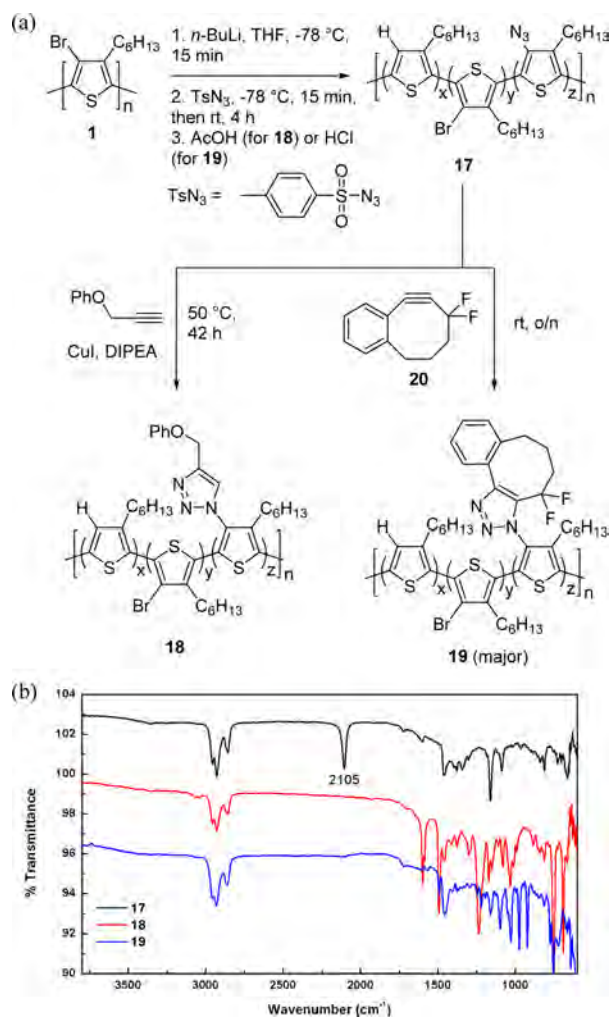 (a)
Br C₆H₁₃
S n
1
1. n-BuLi, THF, -78 °C,
15 min
2. TsN₃, -78 °C, 15 min,
then rt, 4 h
3. AcOH (for 18) or HCl
(for 19)
TsN₃ =
O
S–N₃
O
C₆H₁₃ N₃ C₆H₁₃
H S
S x y S z n
Br C₆H₁₃
17
PhO
CuI, DIPEA
50 °C,
42 h
F
F
20
rt, o/n
PhO
N
N N
H C₆H₁₃ C₆H₁₃
S
S x y S z n
Br C₆H₁₃
18
F
N F
N N
H C₆H₁₃ C₆H₁₃
S
S x y S z n
Br C₆H₁₃
19 (major)
(b)
104
102
100
98
96
94
92
90
% Transmittance
2105
17
18
19
3500 3000 2500 2000 1500 1000
Wavenumber (cm⁻¹)